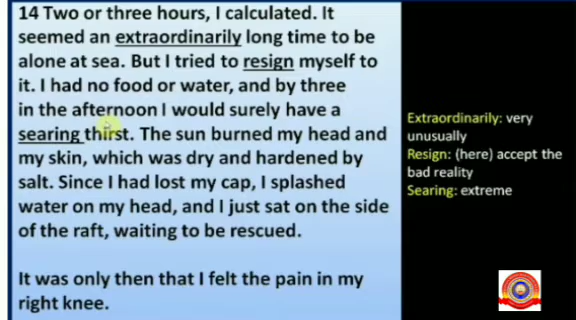 14 Two or three hours, I calculated. It
seemed an extraordinarily long time to be
alone at sea. But I tried to resign myself to
it. I had no food or water, and by three
in the afternoon I would surely have a
searing thirst. The sun burned my head and
my skin, which was dry and hardened by
salt. Since I had lost my cap, I splashed
water on my head, and I just sat on the side
of the raft, waiting to be rescued.
It was only then that I felt the pain in my
right knee.
Extraordinarily: very
unusually
Resign: (here) accept the
bad reality
Searing: extreme